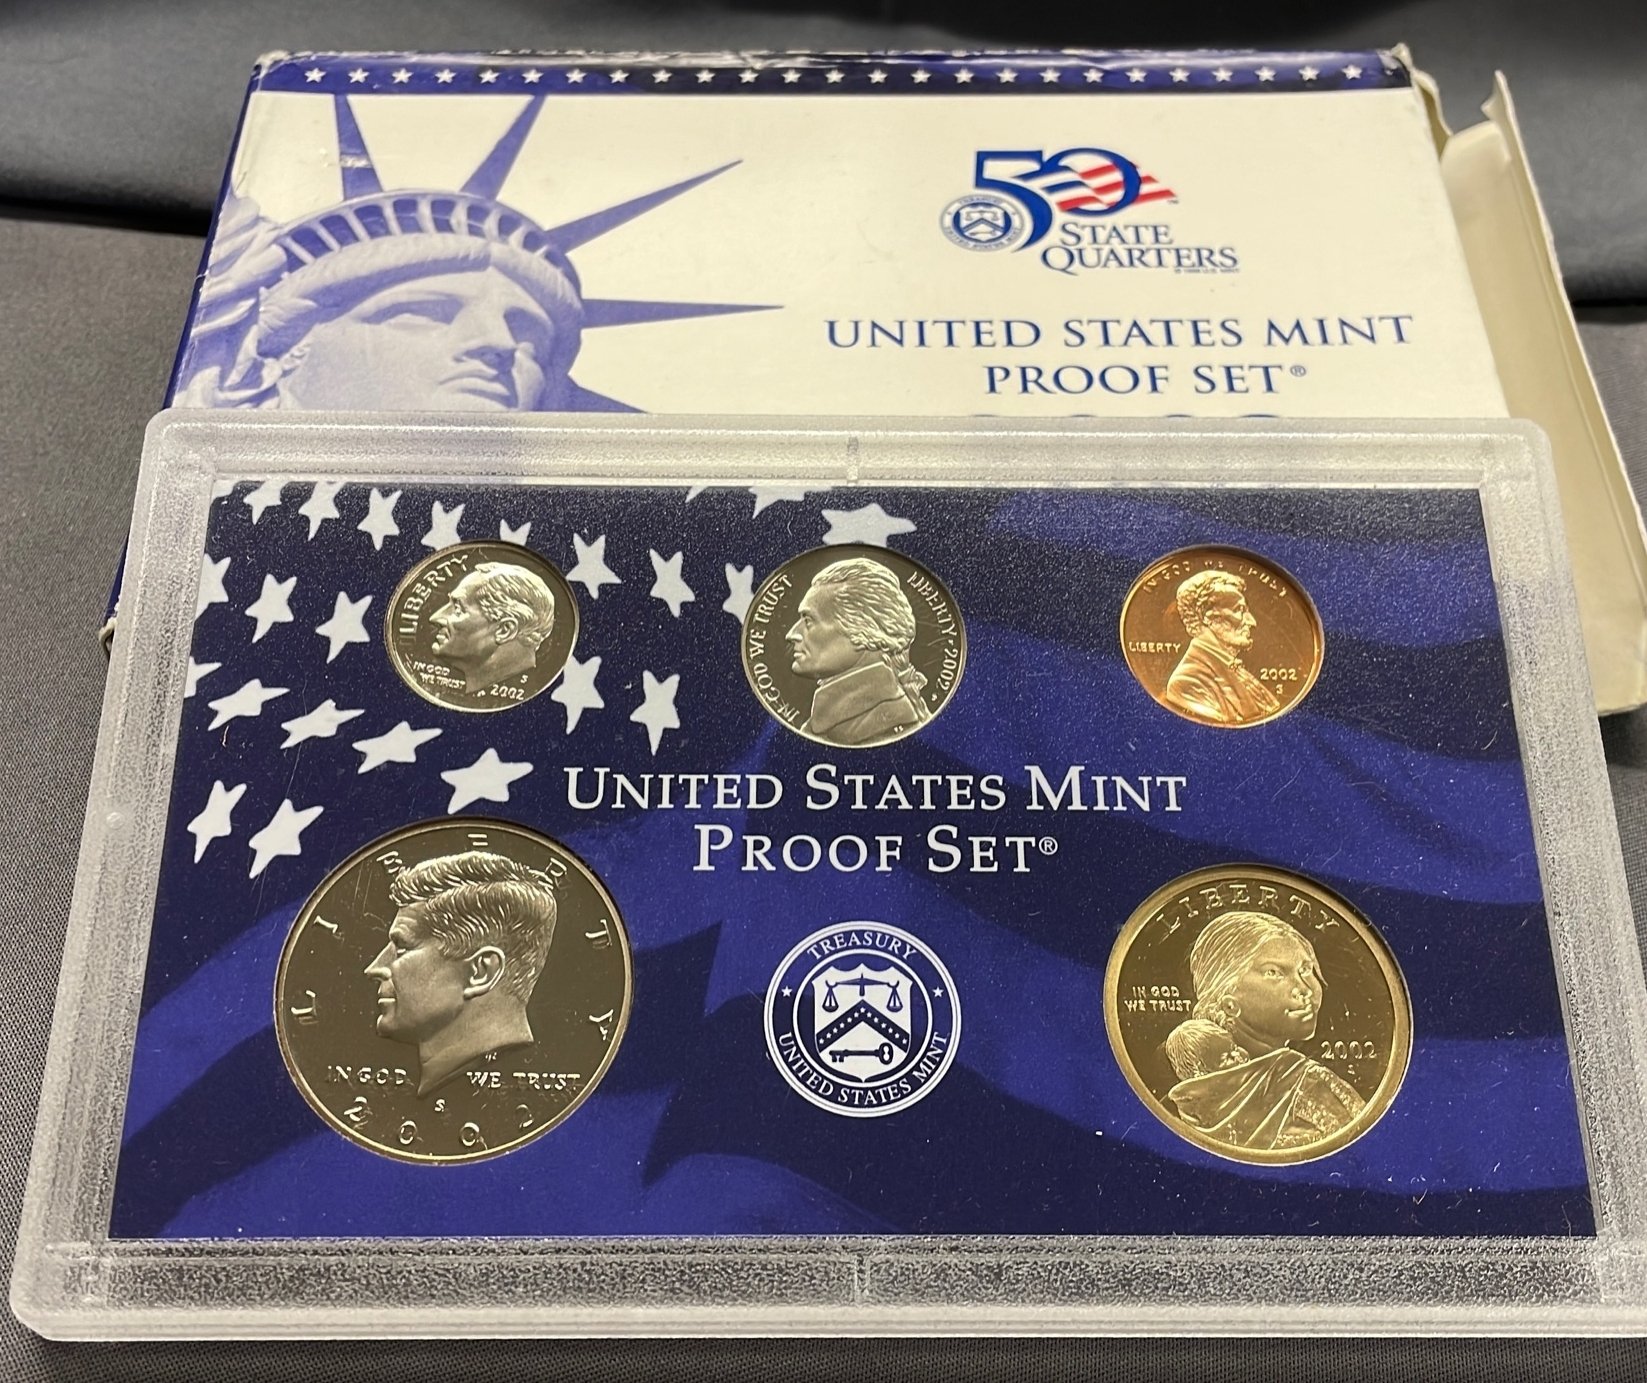 50
STATE
QUARTERS
UNITED STATES MINT
PROOF SET®
LIBERTY
IN GOD
WE TRUST
S
2002
IN GOD WE TRUST
LIBERTY 2002
S
IN GOD WE TRUST
LIBERTY
2002
S
UNITED STATES MINT
PROOF SET®
LIBERTY
IN GOD WE TRUST
S
2002
TREASURY
UNITED STATES MINT
LIBERTY
IN GOD
WE TRUST
2002
S